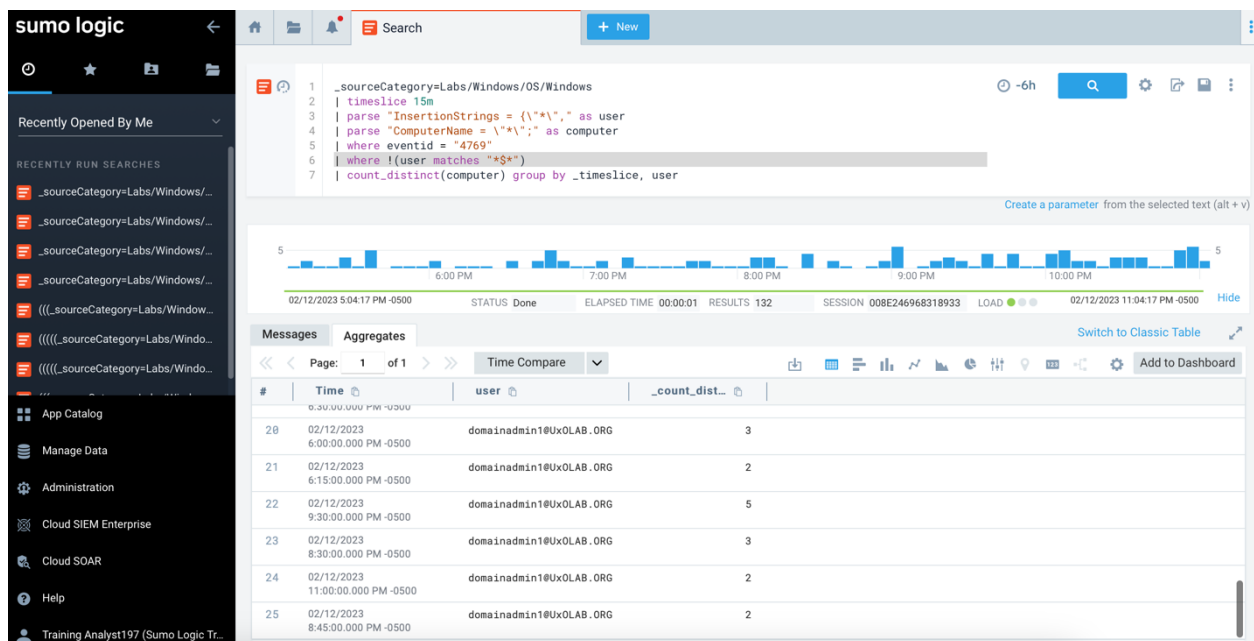 sumo logic
Search
+ New
Recently Opened By Me
RECENTLY RUN SEARCHES
_sourceCategory=Labs/Windows/...
_sourceCategory=Labs/Windows/...
_sourceCategory=Labs/Windows/...
_sourceCategory=Labs/Windows/...
(((_sourceCategory=Labs/Window...
(((((_sourceCategory=Labs/Windo...
(((((_sourceCategory=Labs/Windo...
App Catalog
Manage Data
Administration
Cloud SIEM Enterprise
Cloud SOAR
Help
Training Analyst197 (Sumo Logic Tr...
1 _sourceCategory=Labs/Windows/OS/Windows
2 | timeslice 15m
3 | parse "InsertionStrings = {\"*\"," as user
4 | parse "ComputerName = \"*\";" as computer
5 | where eventid = "4769"
6 | where !(user matches "*$*")
7 | count_distinct(computer) group by _timeslice, user
-6h
Create a parameter from the selected text (alt + v)
5 5
6:00 PM 7:00 PM 8:00 PM 9:00 PM 10:00 PM
02/12/2023 5:04:17 PM -0500 STATUS Done ELAPSED TIME 00:00:01 RESULTS 132 SESSION 008E246968318933 LOAD 02/12/2023 11:04:17 PM -0500 Hide
Messages Aggregates Switch to Classic Table
Page: 1 of 1 Time Compare Add to Dashboard
# Time user _count_dist...
6:30:00.000 PM -0500
20 02/12/2023 domainadmin1@UxOLAB.ORG 3
6:00:00.000 PM -0500
21 02/12/2023 domainadmin1@UxOLAB.ORG 2
6:15:00.000 PM -0500
22 02/12/2023 domainadmin1@UxOLAB.ORG 5
9:30:00.000 PM -0500
23 02/12/2023 domainadmin1@UxOLAB.ORG 3
8:30:00.000 PM -0500
24 02/12/2023 domainadmin1@UxOLAB.ORG 2
11:00:00.000 PM -0500
25 02/12/2023 domainadmin1@UxOLAB.ORG 2
8:45:00.000 PM -0500